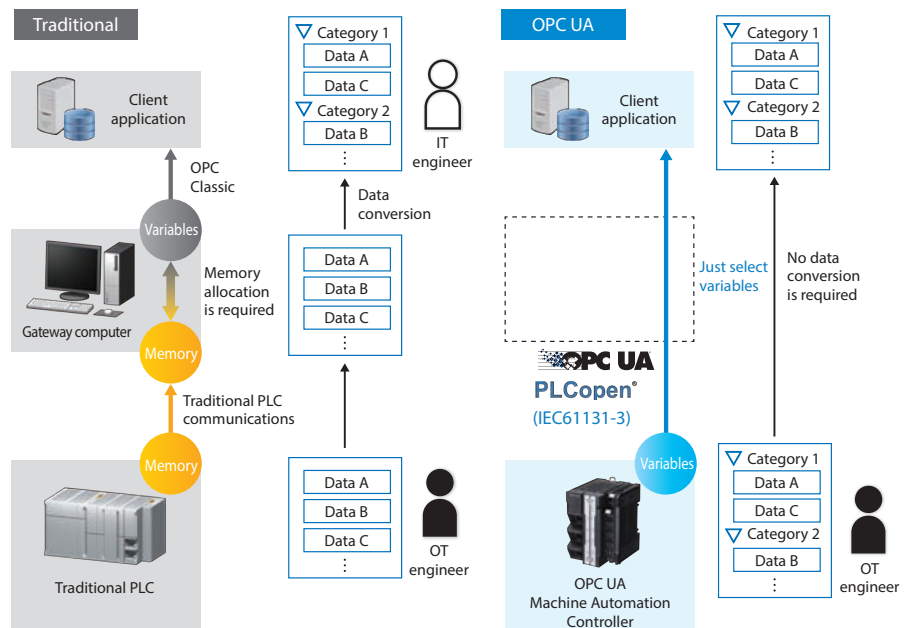 Traditional
Client
application
OPC
Classic
Variables
Memory
allocation
is required
Gateway computer
Memory
Traditional PLC
communications
Memory
Traditional PLC
Category 1
Data A
Data C
Category 2
Data B
⋮
IT
engineer
Data
conversion
Data A
Data B
Data C
⋮
Data A
Data B
Data C
⋮
OT
engineer
OPC UA
Client
application
Just select
variables
OPC UA
PLCopen®
(IEC61131-3)
Variables
OPC UA
Machine Automation
Controller
Category 1
Data A
Data C
Category 2
Data B
⋮
No data
conversion
is required
Category 1
Data A
Data C
Category 2
Data B
⋮
OT
engineer